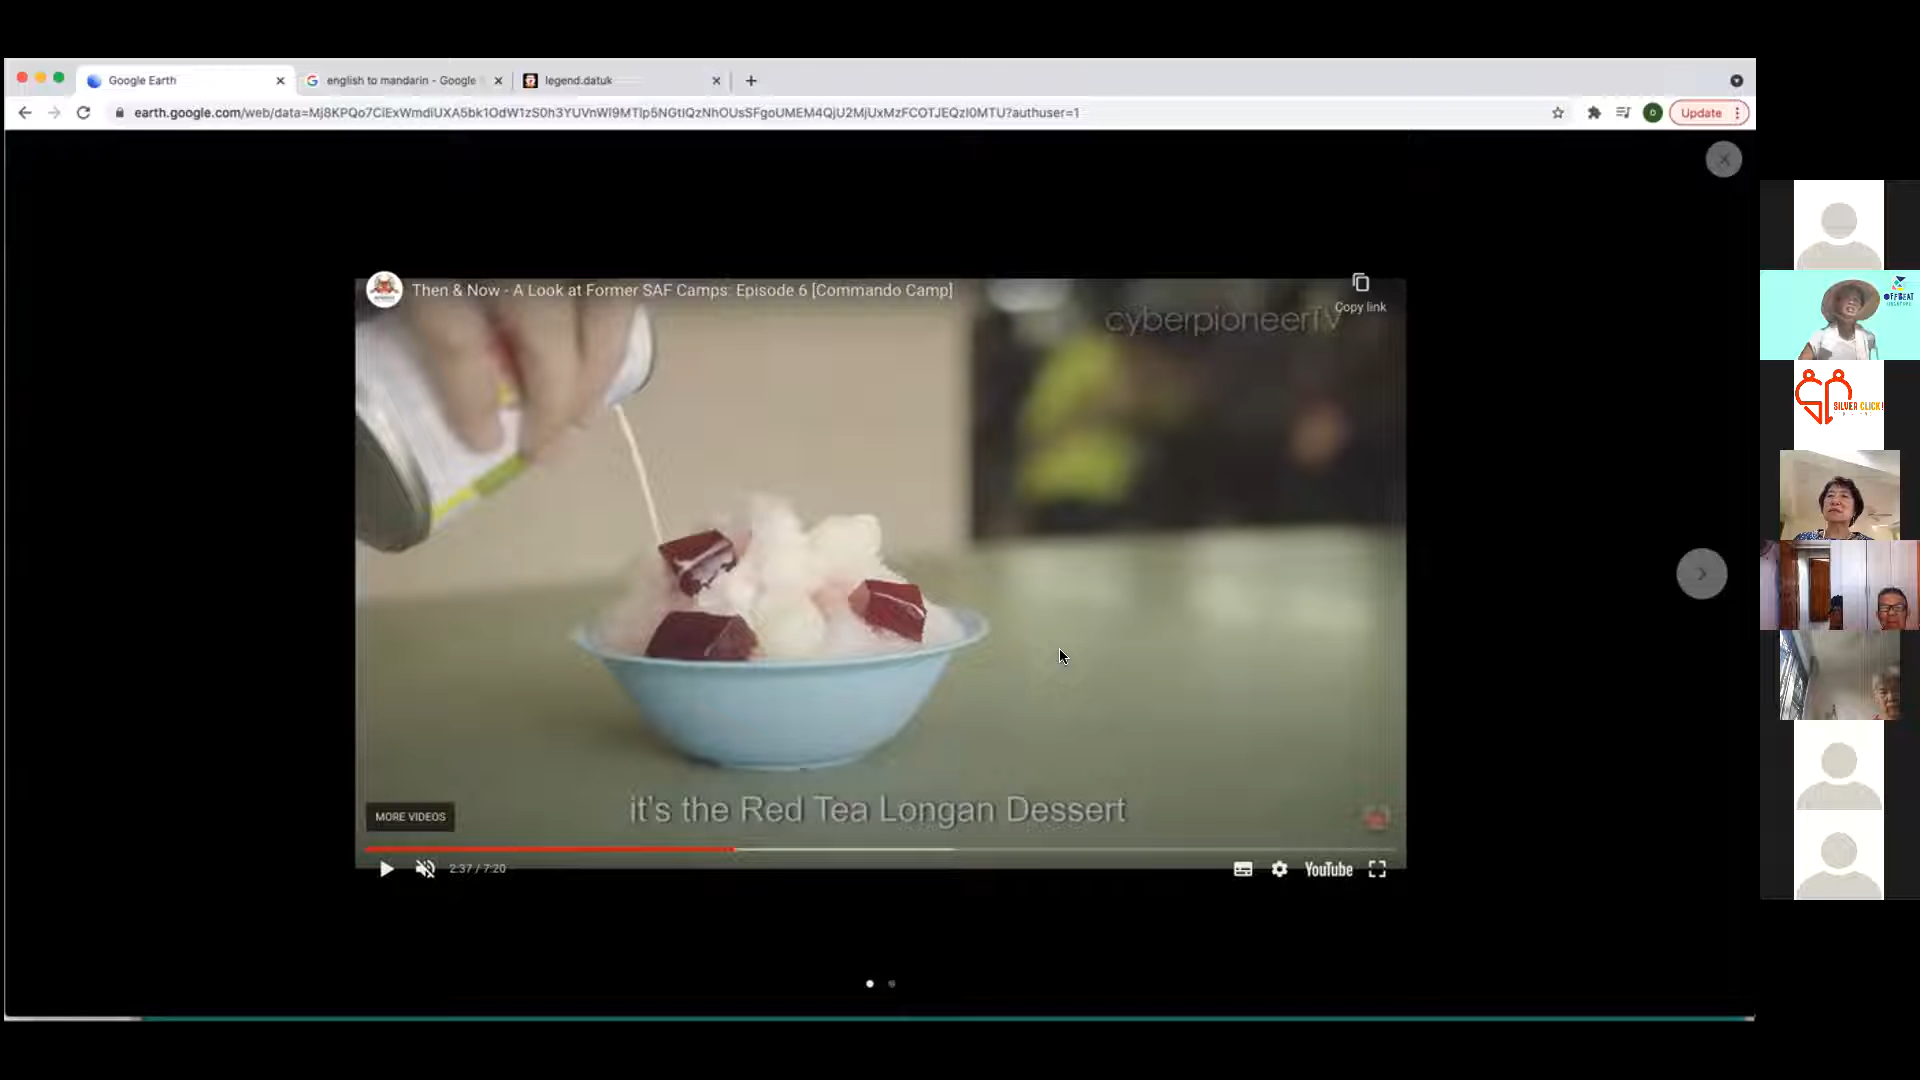 Google Earth
english to mandarin - Google
legend.datuk
earth.google.com/web/data=Mj8KPQo7CiExWmdiUXA5bk1OdW1zS0h3YUVnWl9MTlp5NGtIQzNhOUsSFgoUMEM4QjU2MjUxMzFCOTJEQzI0MTU?authuser=1
Update
Then & Now - A Look at Former SAF Camps: Episode 6 [Commando Camp]
Copy link
cyberpioneerTV
OFFBEAT
SILVER CLICK!
it's the Red Tea Longan Dessert
MORE VIDEOS
2:37 / 7:20
YouTube